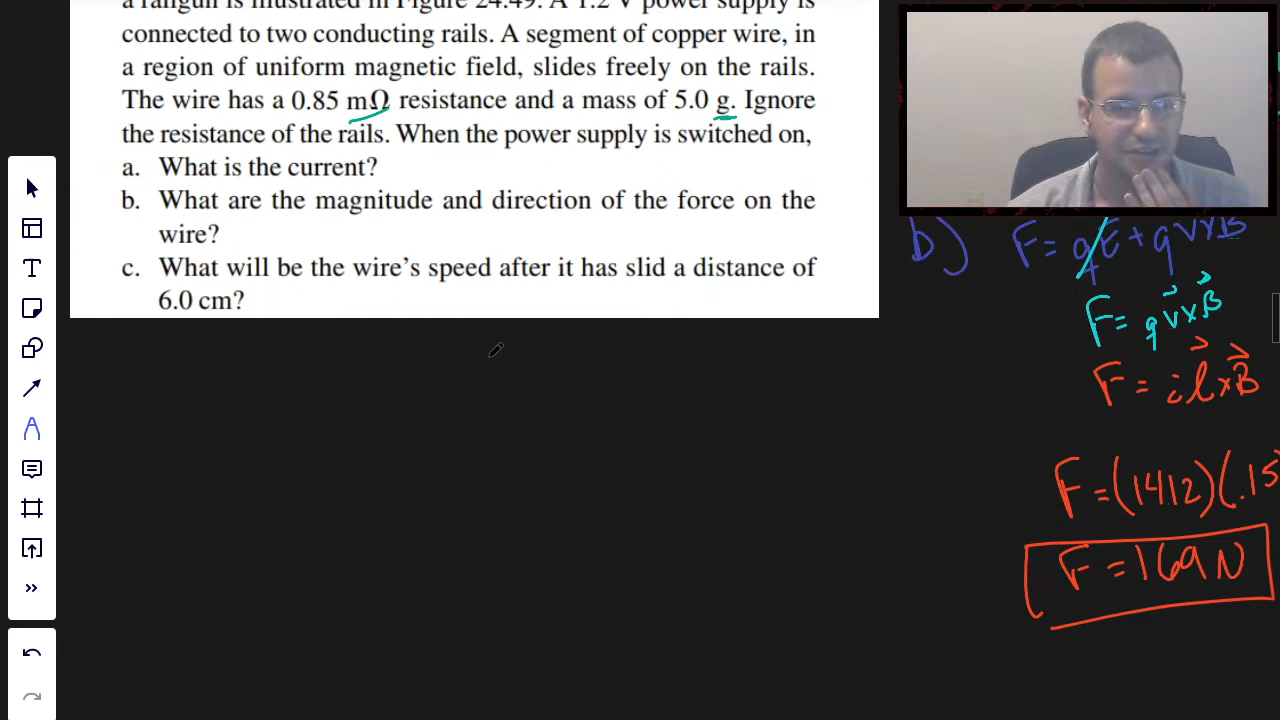 a railgun is illustrated in Figure 24.49. A 1.2 V power supply is
connected to two conducting rails. A segment of copper wire, in
a region of uniform magnetic field, slides freely on the rails.
The wire has a 0.85 mΩ resistance and a mass of 5.0 g. Ignore
the resistance of the rails. When the power supply is switched on,
a. What is the current?
b. What are the magnitude and direction of the force on the
wire?
c. What will be the wire's speed after it has slid a distance of
6.0 cm?
b) F = qE + qv×B
F = qv×B
F = il×B
F = (1412)(.15
F = 169 N